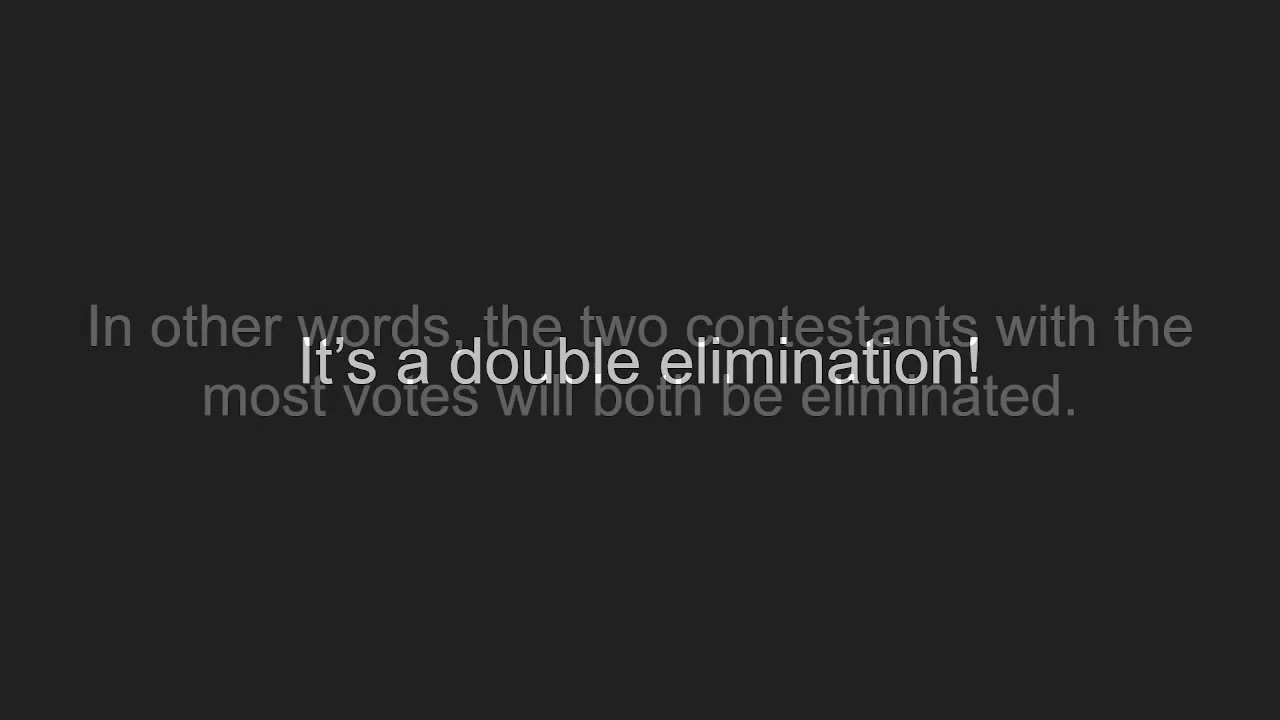 In other words, the two contestants with the
It’s a double elimination!
most votes will both be eliminated.